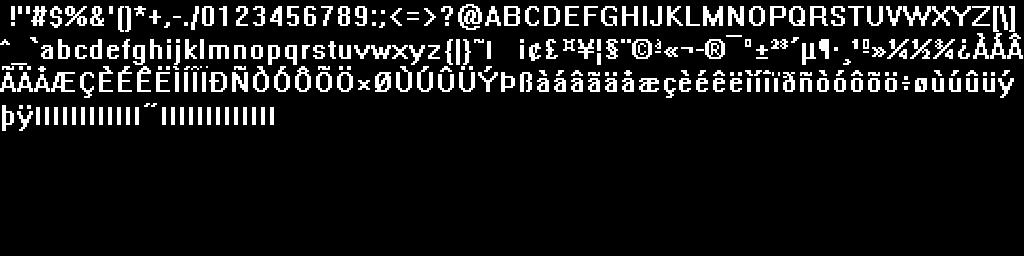 !"#$%&'()*+,-./0123456789:;<=>?@ABCDEFGHIJKLMNOPQRSTUVWXYZ[\]
^_`abcdefghijklmnopqrstuvwxyz{|}~ ¡¢£¤¥¦§¨©ª«¬-®¯°±²³´µ¶·¸¹º»¼½¾¿ÀÁÂ
ÃÄÅÆÇÈÉÊËÌÍÎÏÐÑÒÓÔÕÖ×ØÙÚÛÜÝÞßàáâãäåæçèéêëìíîïðñòóôõö÷øùúûüý
þÿ